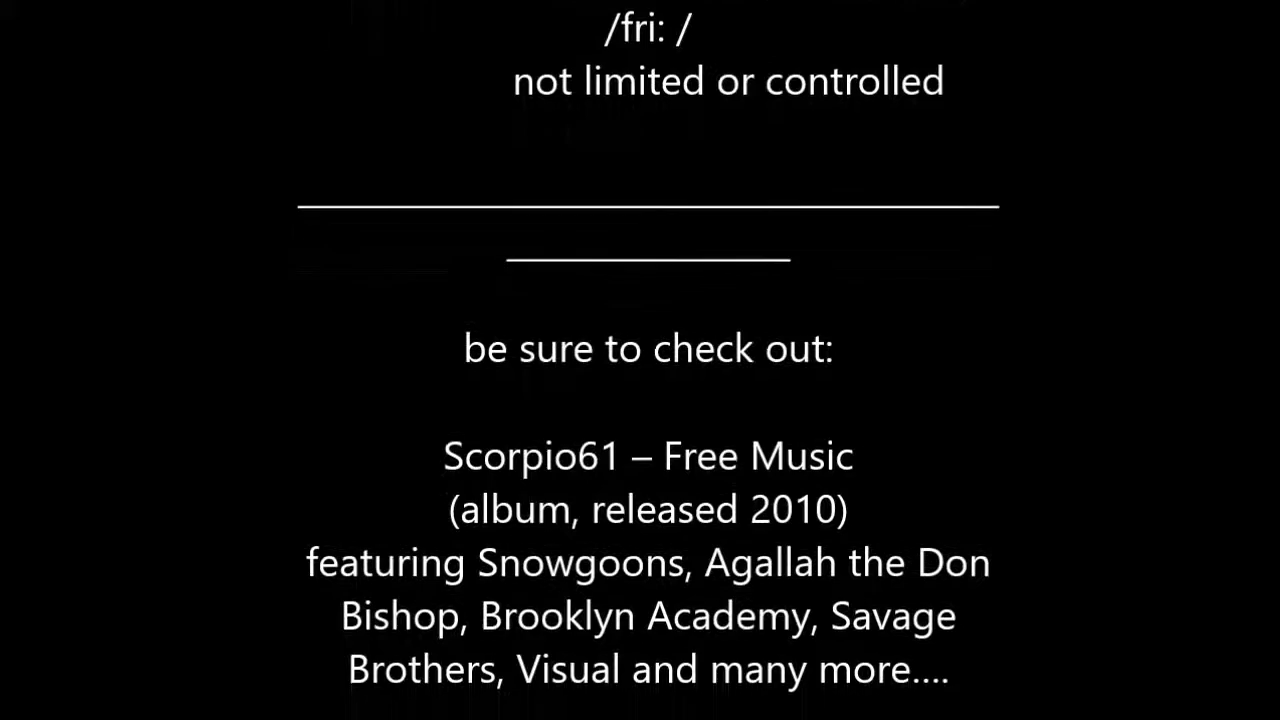 /fri: /
not limited or controlled
be sure to check out:
Scorpio61 – Free Music
(album, released 2010)
featuring Snowgoons, Agallah the Don
Bishop, Brooklyn Academy, Savage
Brothers, Visual and many more....